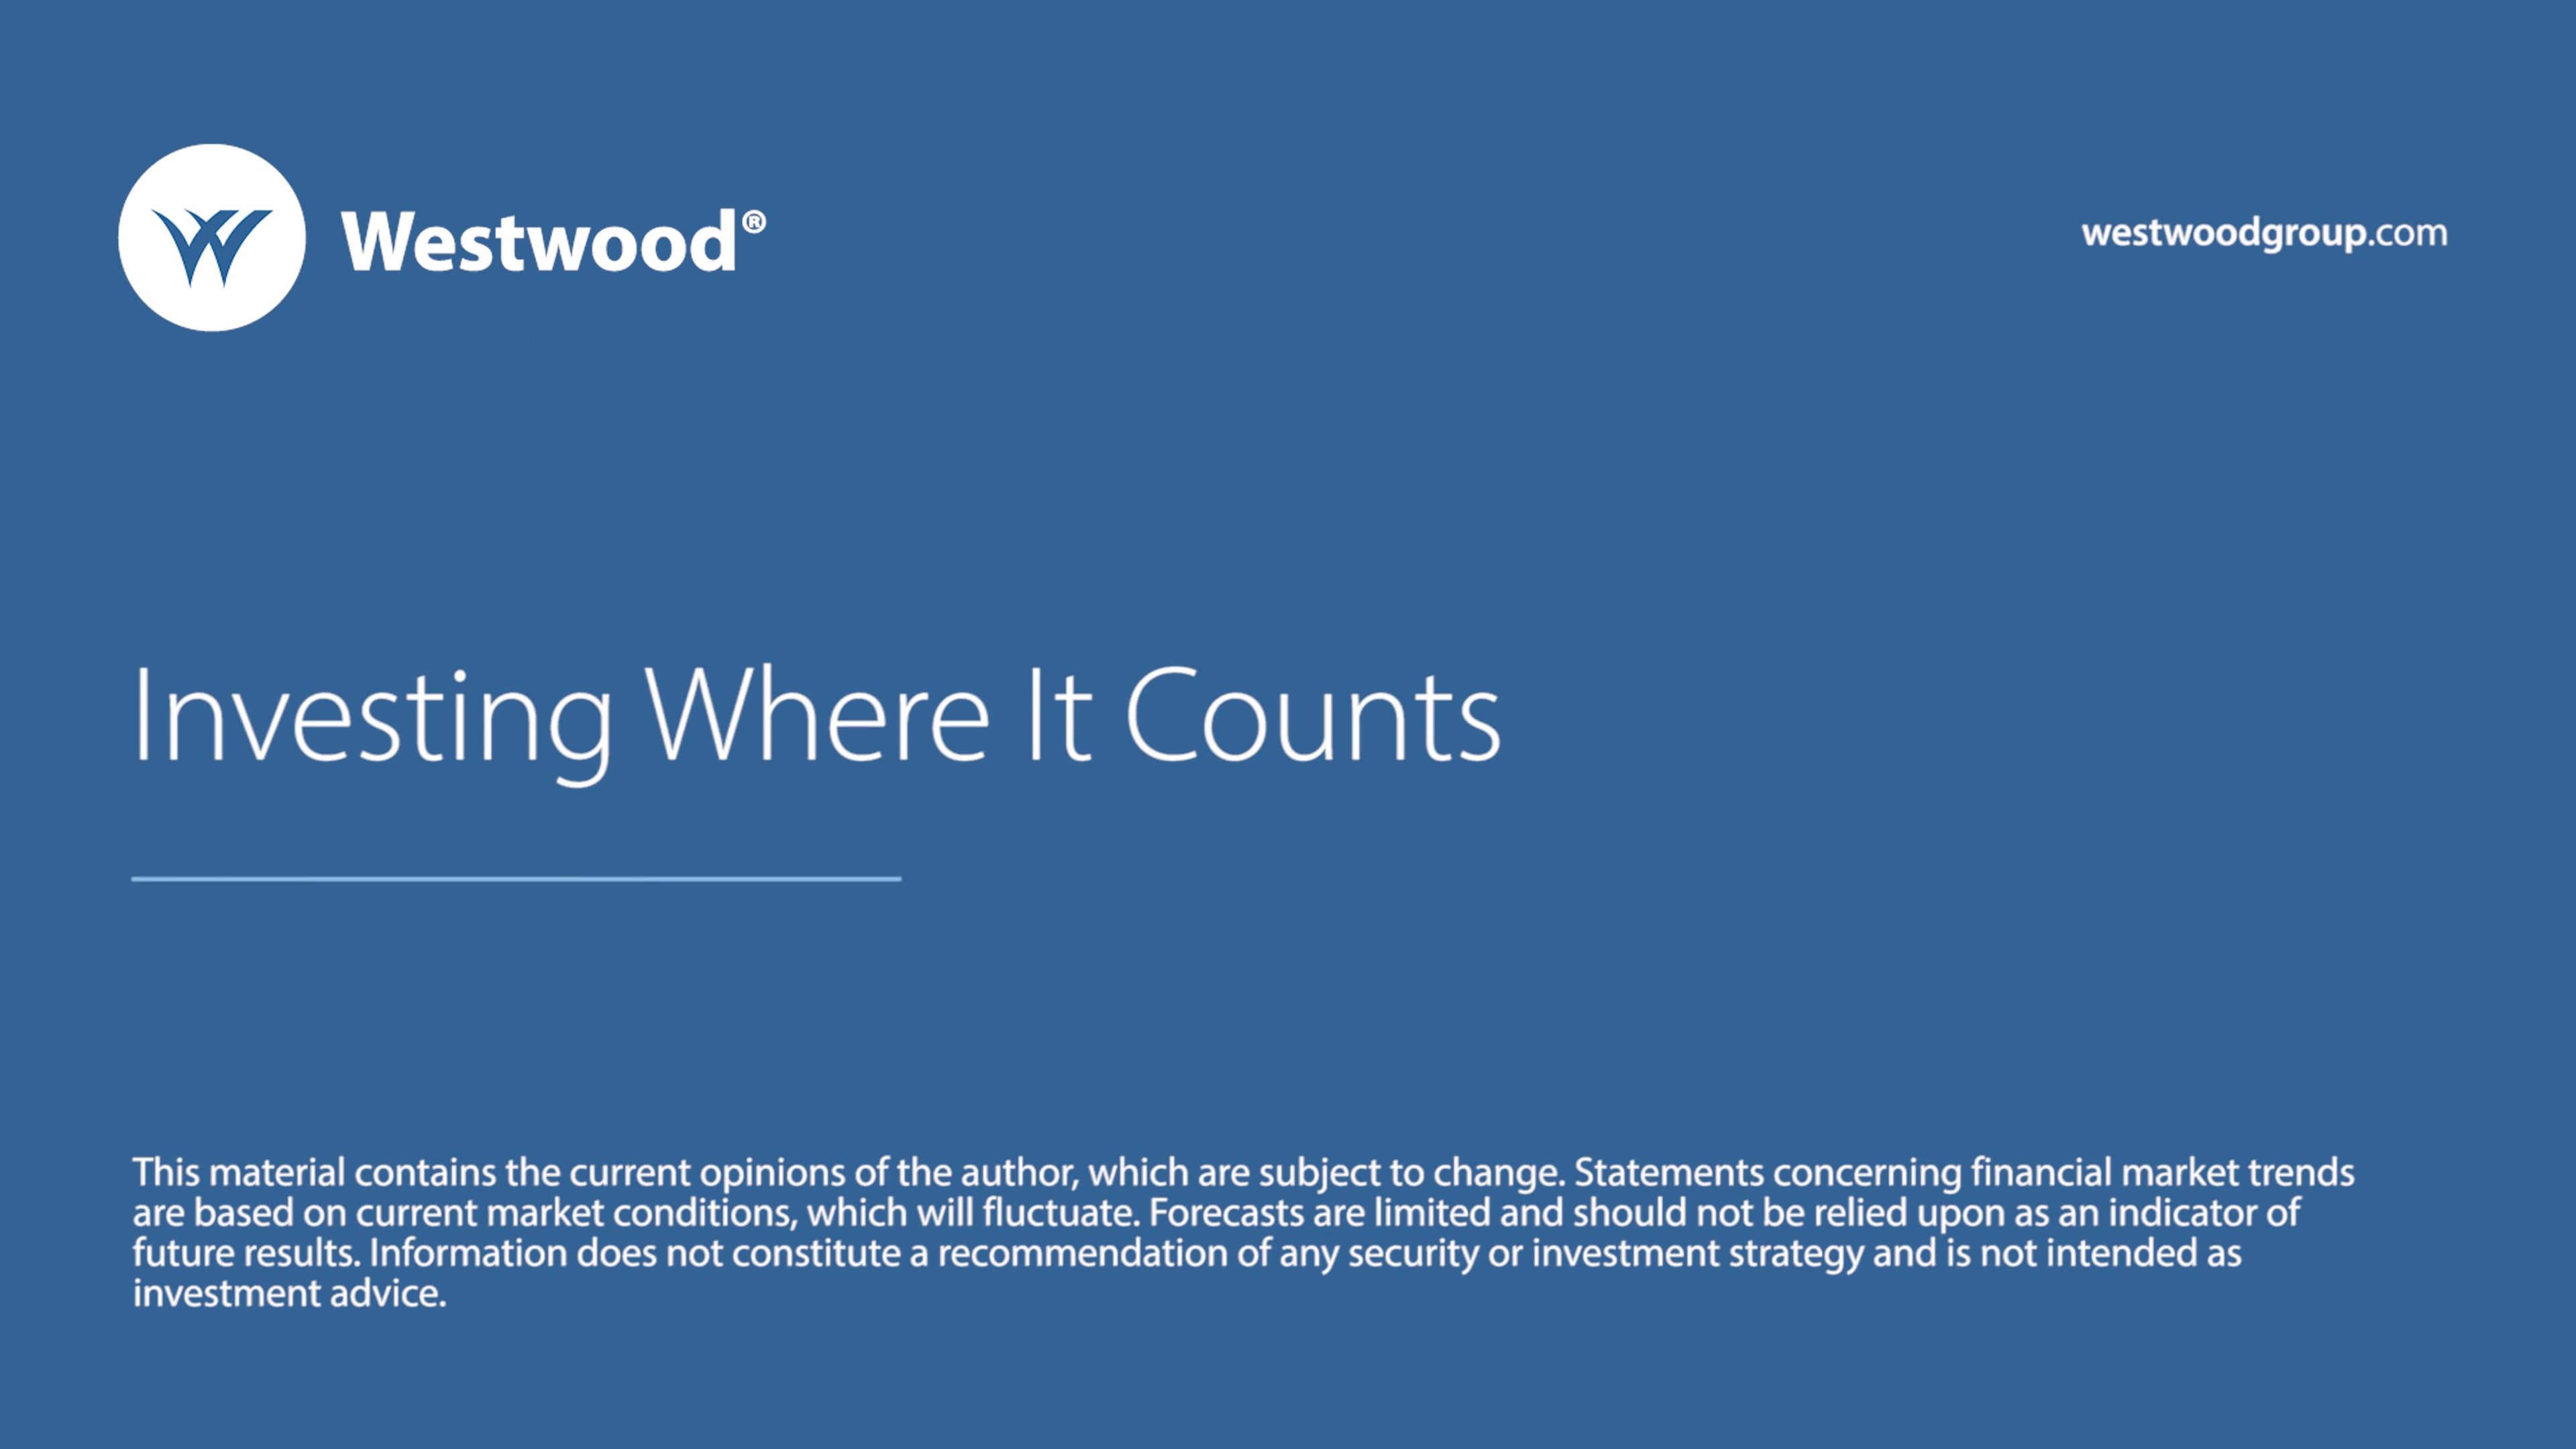 Westwood®
westwoodgroup.com
Investing Where It Counts
This material contains the current opinions of the author, which are subject to change. Statements concerning financial market trends
are based on current market conditions, which will fluctuate. Forecasts are limited and should not be relied upon as an indicator of
future results. Information does not constitute a recommendation of any security or investment strategy and is not intended as
investment advice.